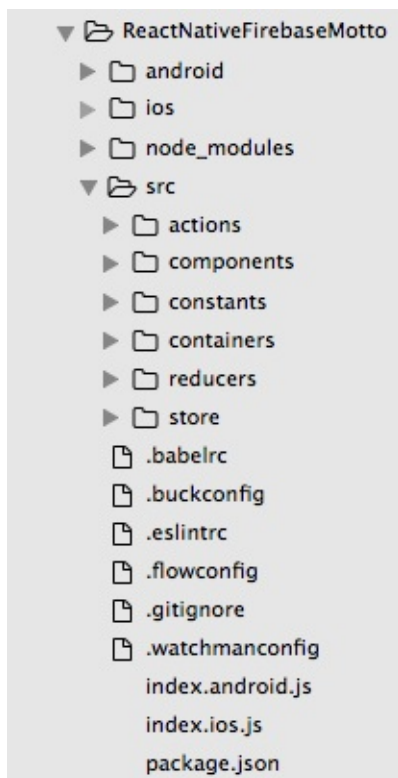 ReactNativeFirebaseMotto
android
ios
node_modules
src
actions
components
constants
containers
reducers
store
.babelrc
.buckconfig
.eslintrc
.flowconfig
.gitignore
.watchmanconfig
index.android.js
index.ios.js
package.json